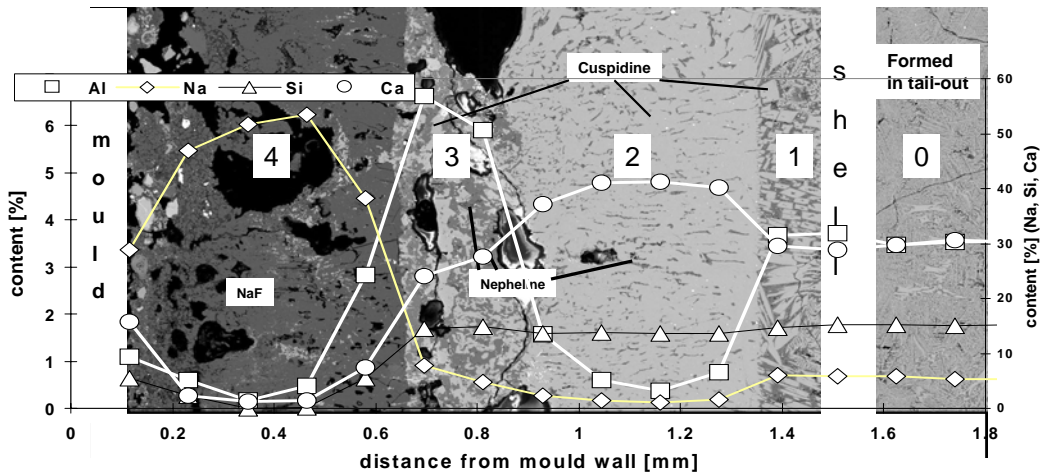 Cuspidine
Formed
in tail-out
Al Na Si Ca
mould
shell
4
3
2
1
0
NaF
Nepheline
content [%]
6
5
4
3
2
1
0
content [%] (Na, Si, Ca)
60
50
40
30
20
10
0
0 0.2 0.4 0.6 0.8 1 1.2 1.4 1.6 1.8
distance from mould wall [mm]